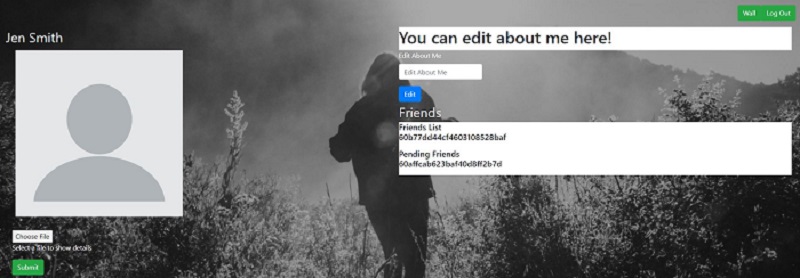 Wall
Log Out
Jen Smith
You can edit about me here!
Edit About Me
Edit About Me
Edit
Friends
Friends List
60b77dd44cf4603108528baf
Pending Friends
60affcab623baf40d8ff2b7d
Choose File
Select a file to show details
Submit